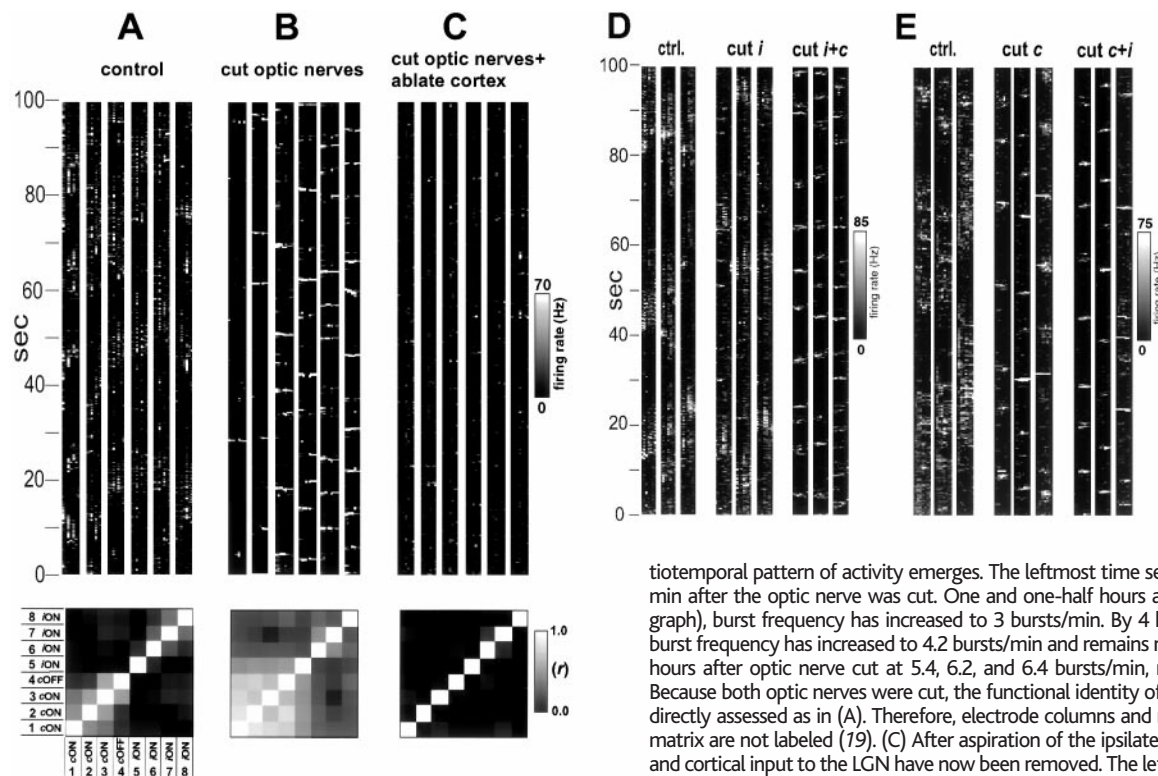 A
control
B
cut optic nerves
C
cut optic nerves+
ablate cortex
D
ctrl.
cut i
cut i+c
E
ctrl.
cut c
cut c+i
100
80
60
40
20
0
sec
70
firing rate (Hz)
0
100
80
60
40
20
0
sec
85
firing rate (Hz)
0
75
firing rate (Hz)
0
8 iON
7 iON
6 iON
5 iON
4 cOFF
3 cON
2 cON
1 cON
cON cON cON cOFF iON iON iON iON
1 2 3 4 5 6 7 8
1.0
(r)
0.0
tiotemporal pattern of activity emerges. The leftmost time se
min after the optic nerve was cut. One and one-half hours a
graph), burst frequency has increased to 3 bursts/min. By 4
burst frequency has increased to 4.2 bursts/min and remains
hours after optic nerve cut at 5.4, 6.2, and 6.4 bursts/min,
Because both optic nerves were cut, the functional identity of
directly assessed as in (A). Therefore, electrode columns and
matrix are not labeled (19). (C) After aspiration of the ipsilate
and cortical input to the LGN have now been removed. The le